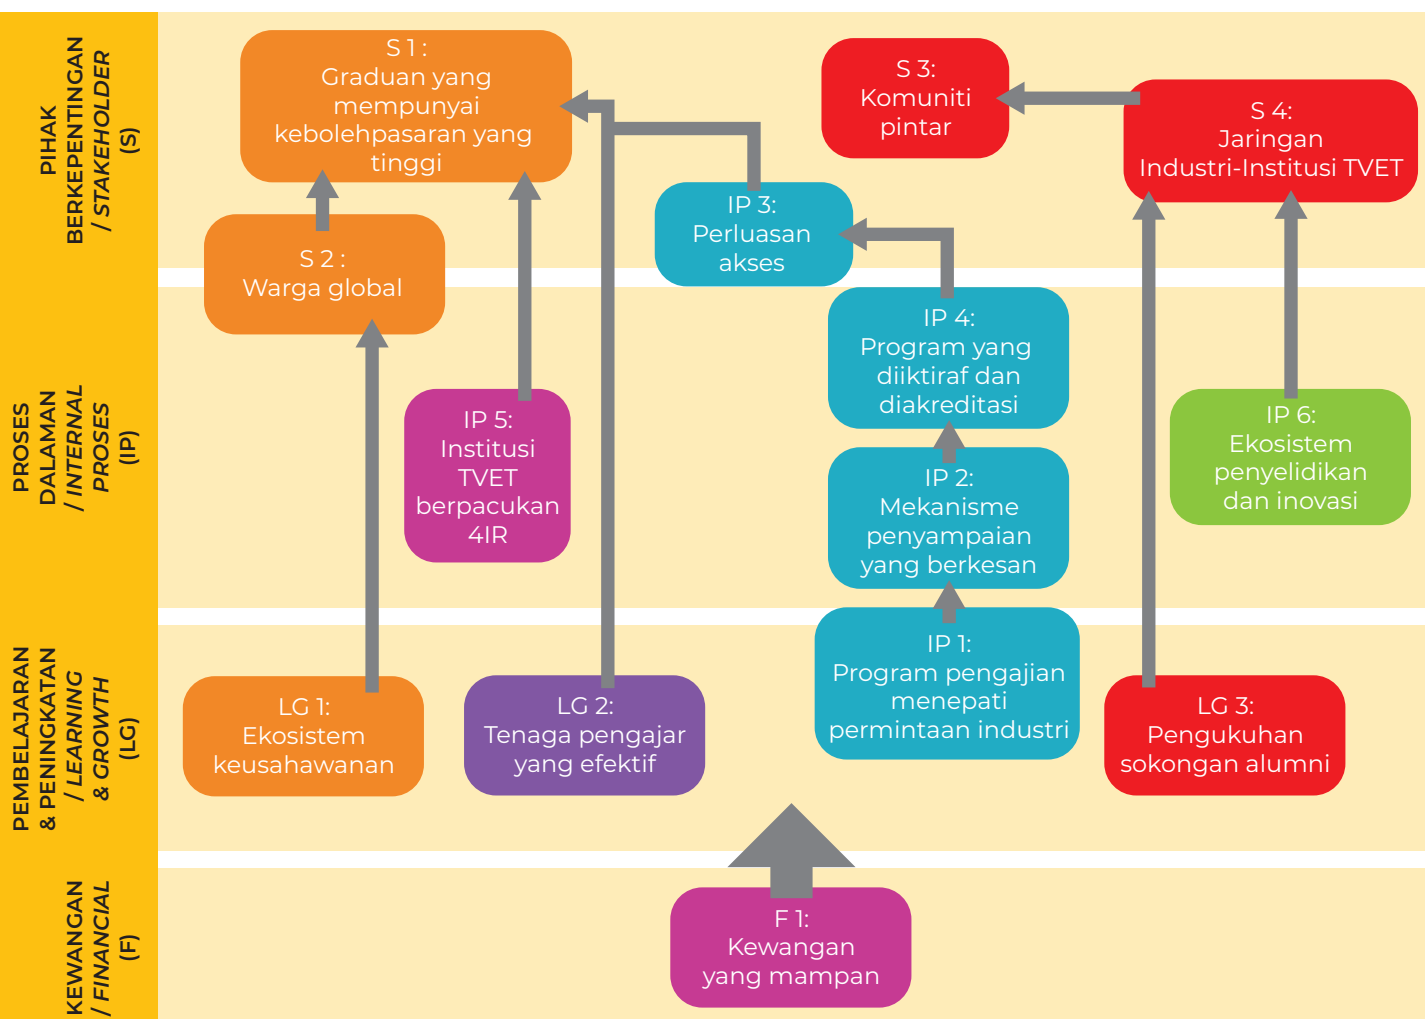 PIHAK
BERKEPENTINGAN
/ STAKEHOLDER
(S)
S 1 :
Graduan yang
mempunyai
kebolehpasaran yang
tinggi
S 3:
Komuniti
pintar
S 4:
Jaringan
Industri-Institusi TVET
S 2 :
Warga global
IP 3:
Perluasan
akses
PROSES
DALAMAN
/ INTERNAL
PROSES
(IP)
IP 5:
Institusi
TVET
berpacukan
4IR
IP 4:
Program yang
diiktiraf dan
diakreditasi
IP 2:
Mekanisme
penyampaian
yang berkesan
IP 6:
Ekosistem
penyelidikan
dan inovasi
PEMBELAJARAN
& PENINGKATAN
/ LEARNING
& GROWTH
(LG)
LG 1:
Ekosistem
keusahawanan
LG 2:
Tenaga pengajar
yang efektif
IP 1:
Program pengajian
menepati
permintaan industri
LG 3:
Pengukuhan
sokongan alumni
KEWANGAN
/ FINANCIAL
(F)
F 1:
Kewangan
yang mampan